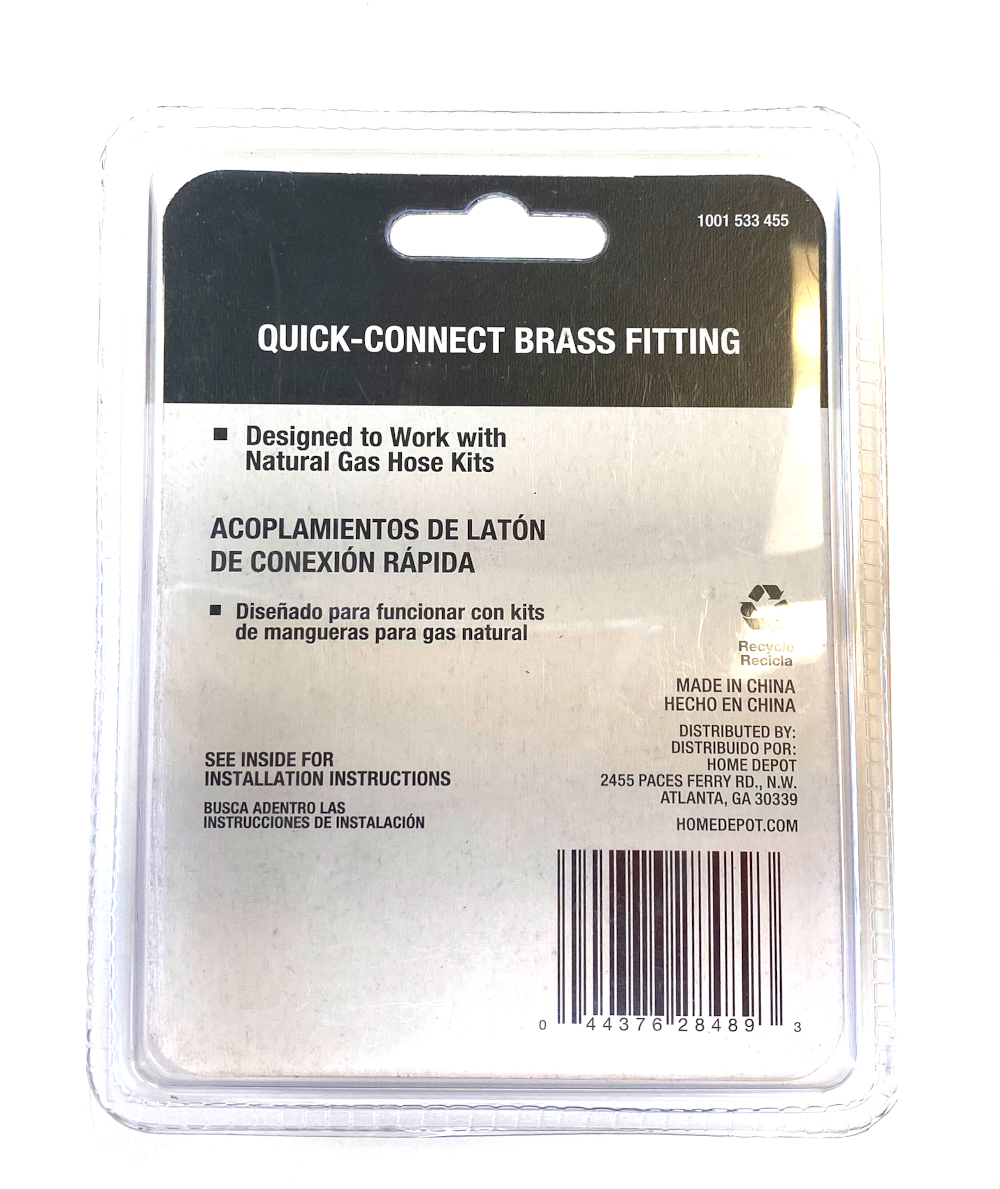 1001 533 455
QUICK-CONNECT BRASS FITTING
■ Designed to Work with
Natural Gas Hose Kits
ACOPLAMIENTOS DE LATÓN
DE CONEXIÓN RÁPIDA
■ Diseñado para funcionar con kits
de mangueras para gas natural
Recycle
Recicla
MADE IN CHINA
HECHO EN CHINA
DISTRIBUTED BY:
DISTRIBUIDO POR:
HOME DEPOT
2455 PACES FERRY RD., N.W.
ATLANTA, GA 30339
HOMEDEPOT.COM
SEE INSIDE FOR
INSTALLATION INSTRUCTIONS
BUSCA ADENTRO LAS
INSTRUCCIONES DE INSTALACIÓN
0 44376 28489 3